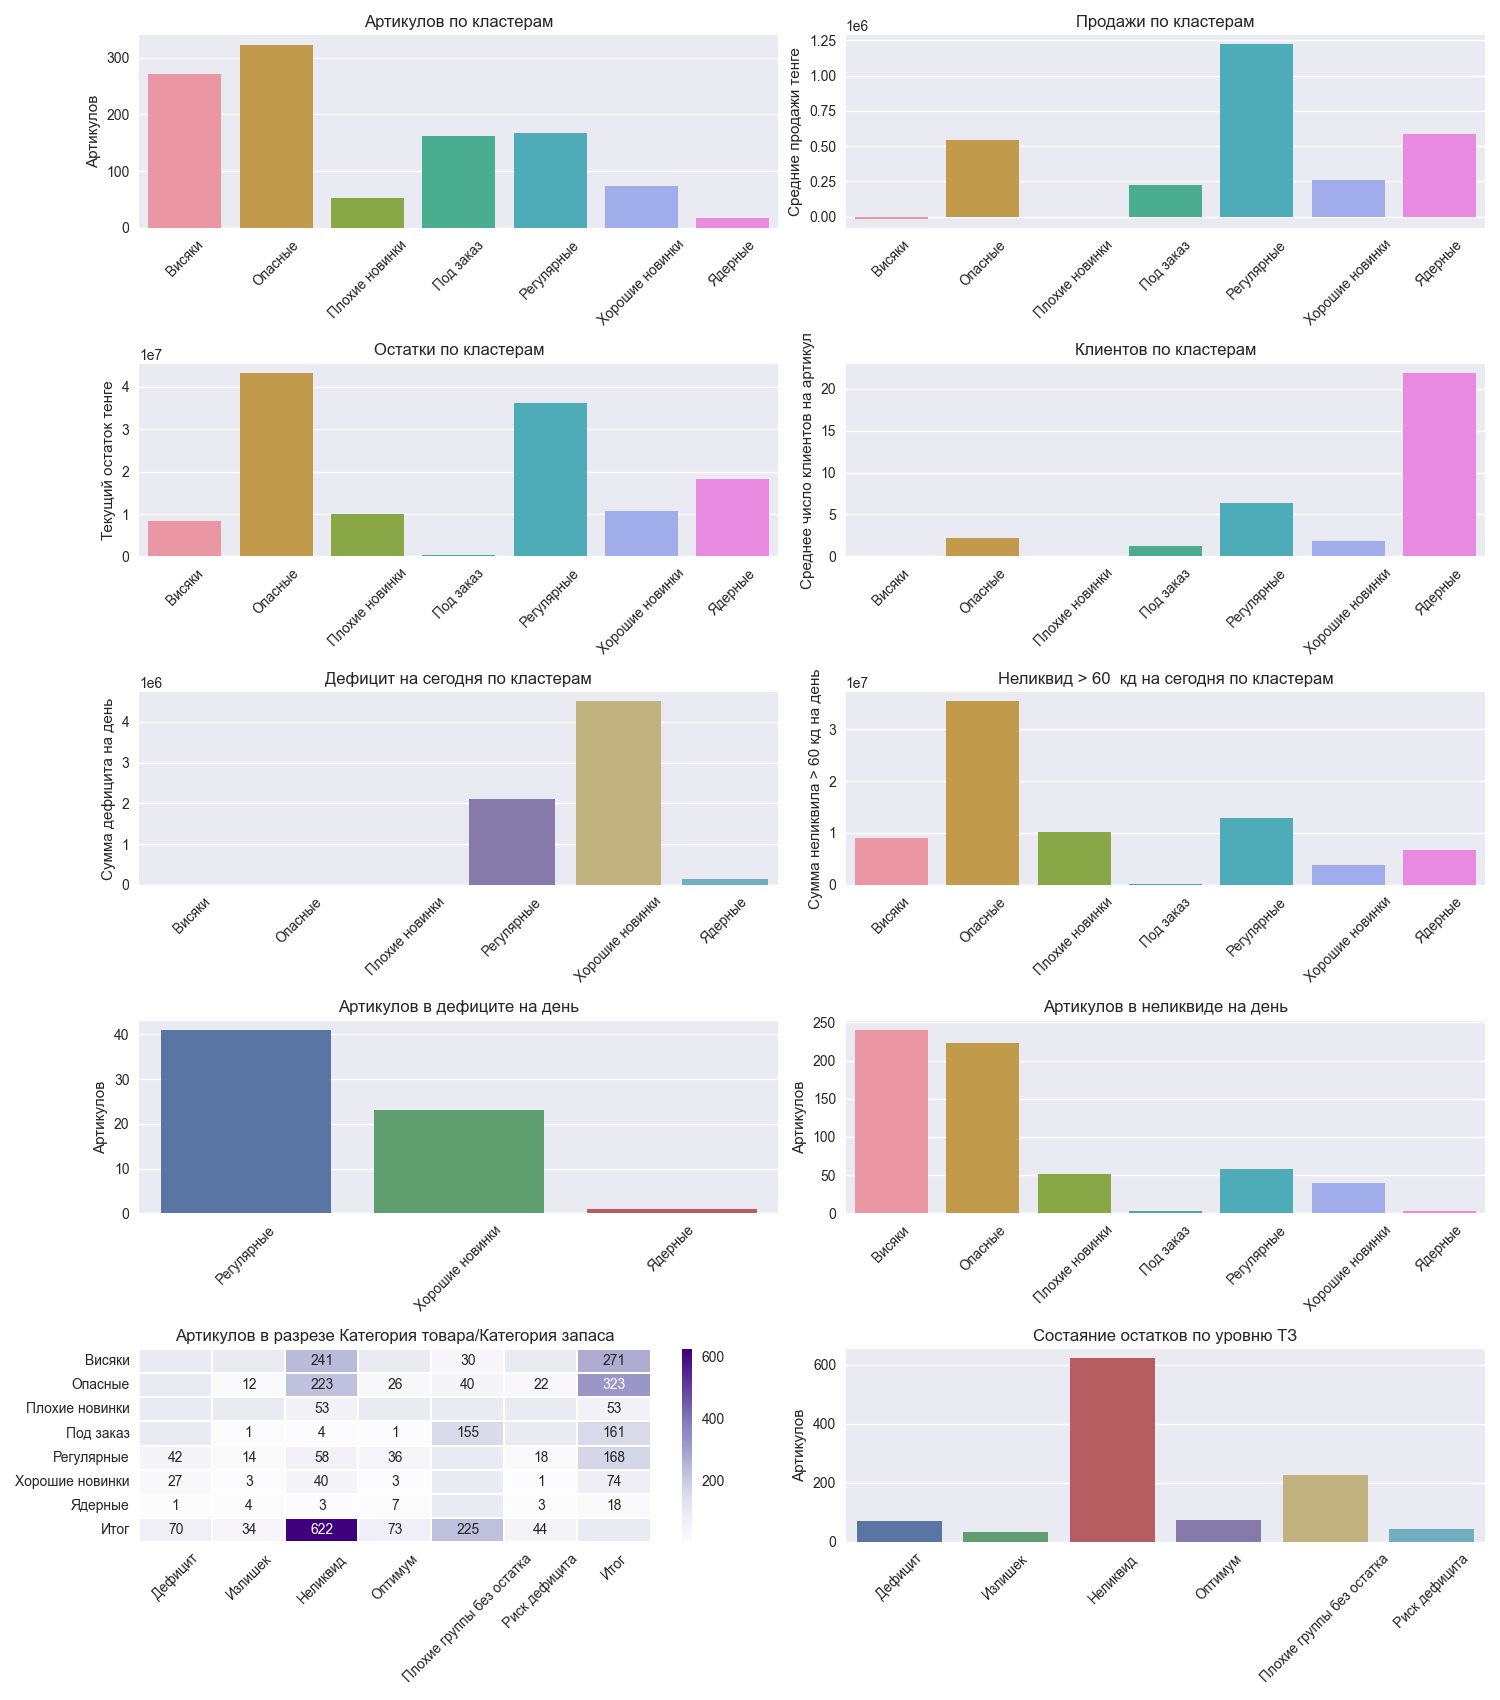 Артикулов по кластерам
Артикулов
300
200
100
0
Висяки
Опасные
Плохие новинки
Под заказ
Регулярные
Хорошие новинки
Ядерные
Продажи по кластерам
1e6
Средние продажи тенге
1.25
1.00
0.75
0.50
0.25
0.00
Висяки
Опасные
Плохие новинки
Под заказ
Регулярные
Хорошие новинки
Ядерные
Остатки по кластерам
1e7
Текущий остаток тенге
4
3
2
1
0
Висяки
Опасные
Плохие новинки
Под заказ
Регулярные
Хорошие новинки
Ядерные
Клиентов по кластерам
Среднее число клиентов на артикул
20
15
10
5
0
Висяки
Опасные
Плохие новинки
Под заказ
Регулярные
Хорошие новинки
Ядерные
Дефицит на сегодня по кластерам
1e6
Сумма дефицита на день
4
3
2
1
0
Висяки
Опасные
Плохие новинки
Регулярные
Хорошие новинки
Ядерные
Неликвид > 60 кд на сегодня по кластерам
1e7
Сумма неликвипа > 60 кд на день
3
2
1
0
Висяки
Опасные
Плохие новинки
Под заказ
Регулярные
Хорошие новинки
Ядерные
Артикулов в дефиците на день
Артикулов
40
30
20
10
0
Регулярные
Хорошие новинки
Ядерные
Артикулов в неликвиде на день
Артикулов
250
200
150
100
50
0
Висяки
Опасные
Плохие новинки
Под заказ
Регулярные
Хорошие новинки
Ядерные
Артикулов в разрезе Категория товара/Категория запаса
Висяки 241 30 271
Опасные 12 223 26 40 22 323
Плохие новинки 53 53
Под заказ 1 4 1 155 161
Регулярные 42 14 58 36 18 168
Хорошие новинки 27 3 40 3 1 74
Ядерные 1 4 3 7 3 18
Итог 70 34 622 73 225 44
Дефицит
Излишек
Неликвид
Оптимум
Плохие группы без остатка
Риск дефицита
Итог
600
400
200
Состаяние остатков по уровню ТЗ
Артикулов
600
400
200
0
Дефицит
Излишек
Неликвид
Оптимум
Плохие группы без остатка
Риск дефицита